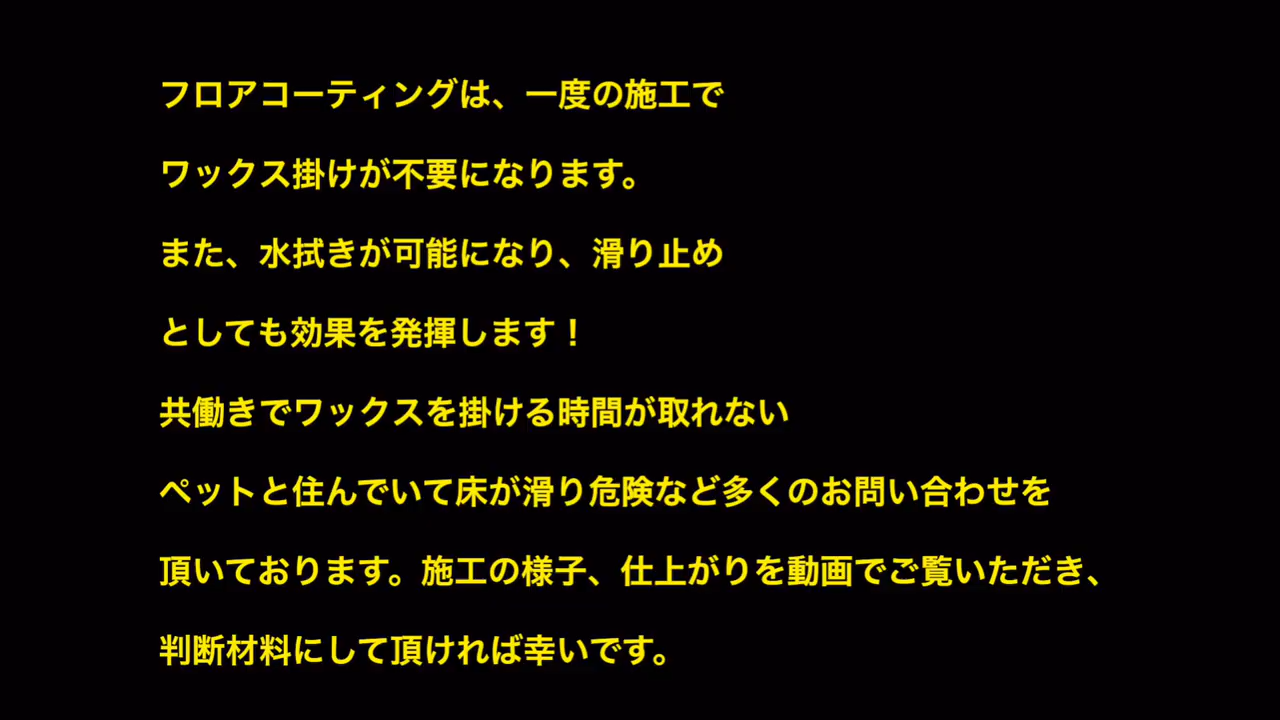 フロアコーティングは、一度の施工で
ワックス掛けが不要になります。
また、水拭きが可能になり、滑り止め
としても効果を発揮します！
共働きでワックスを掛ける時間が取れない
ペットと住んでいて床が滑り危険など多くのお問い合わせを
頂いております。施工の様子、仕上がりを動画でご覧いただき、
判断材料にして頂ければ幸いです。